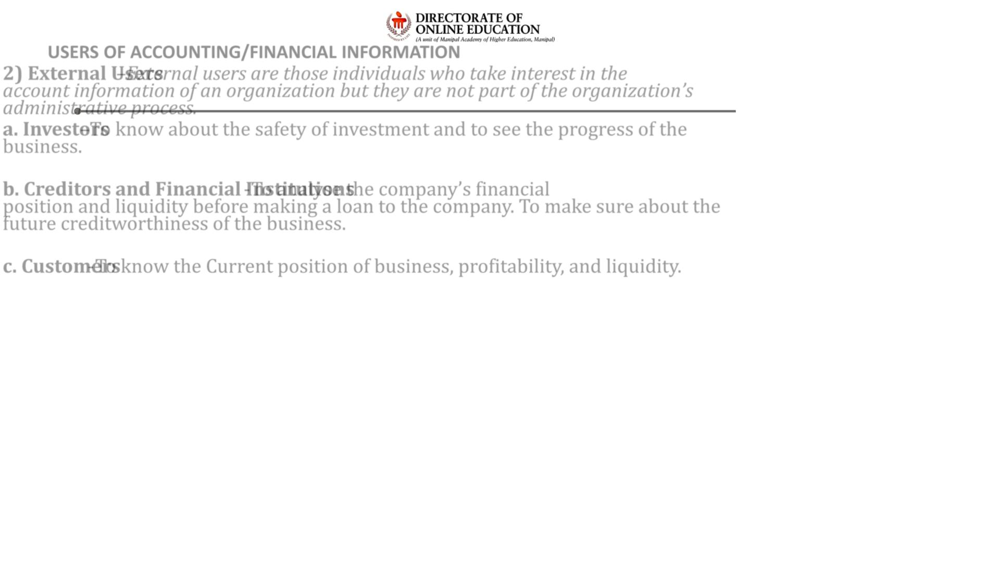 DIRECTORATE OF
ONLINE EDUCATION
(A unit of Manipal Academy of Higher Education, Manipal)
INSPIRED BY LIFE
USERS OF ACCOUNTING/FINANCIAL INFORMATION
2) External Users – External users are those individuals who take interest in the
account information of an organization but they are not part of the organization's
administrative process.
a. Investors – To know about the safety of investment and to see the progress of the
business.
b. Creditors and Financial Institutions - To analyse the company's financial
position and liquidity before making a loan to the company. To make sure about the
future creditworthiness of the business.
c. Customers – To know the Current position of business, profitability, and liquidity.